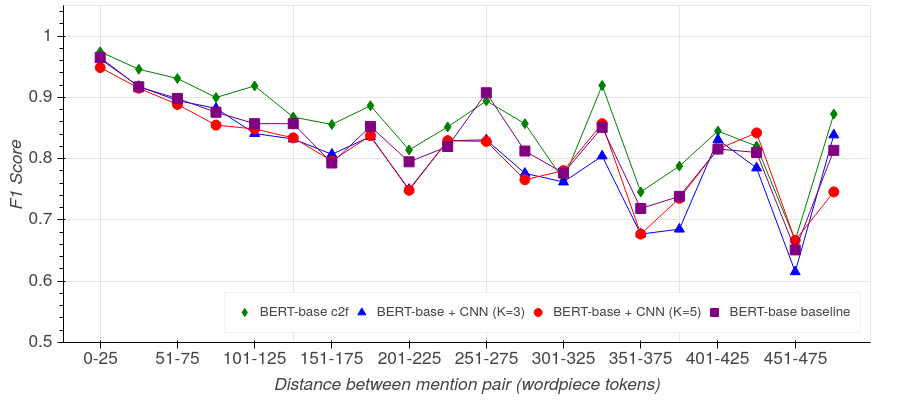 1
0.9
0.8
0.7
0.6
0.5
F1 Score
BERT-base c2f BERT-base + CNN (K=3) BERT-base + CNN (K=5) BERT-base baseline
0-25 51-75 101-125 151-175 201-225 251-275 301-325 351-375 401-425 451-475
Distance between mention pair (wordpiece tokens)